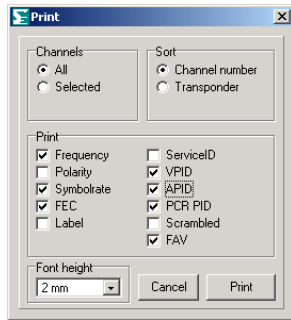 Print
Channels
All
Selected
Sort
Channel number
Transponder
Print
Frequency
Polarity
Symbolrate
FEC
Label
ServiceID
VPID
APID
PCR PID
Scrambled
FAV
Font height
2 mm
Cancel
Print